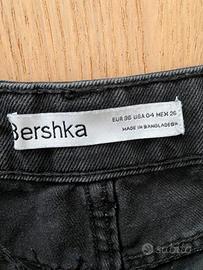 Bershka
EUR 36 USA 04 MEX 26
MADE IN BANGLADESH
subito